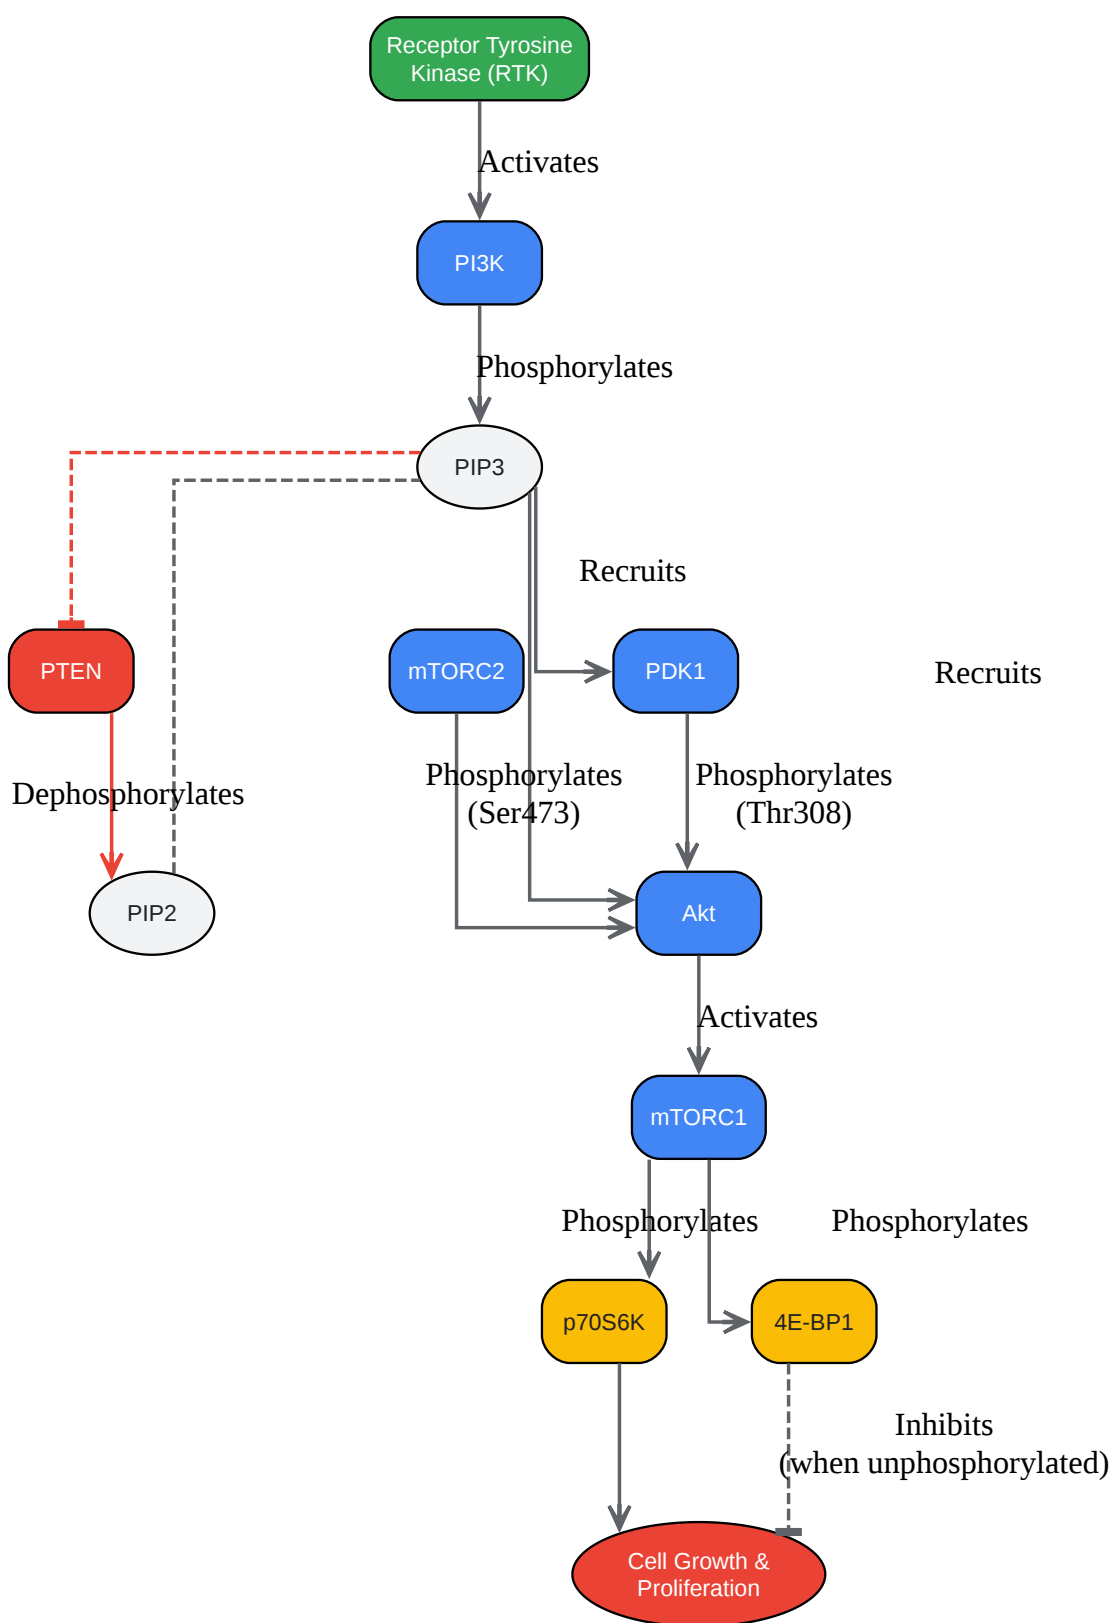 Receptor Tyrosine
Kinase (RTK)
Activates
PI3K
Phosphorylates
PIP3
Recruits
PTEN
mTORC2
PDK1
Recruits
Dephosphorylates
Phosphorylates
(Ser473)
Phosphorylates
(Thr308)
PIP2
Akt
Activates
mTORC1
Phosphorylates
Phosphorylates
p70S6K
4E-BP1
Inhibits
(when unphosphorylated)
Cell Growth &
Proliferation